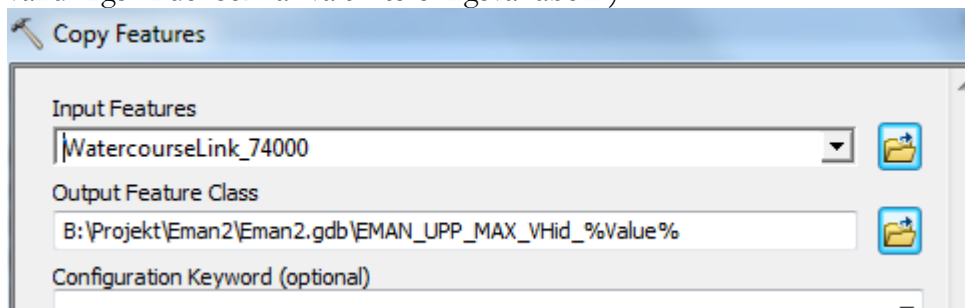 Copy Features
Input Features
WatercourseLink_74000
Output Feature Class
B:\Projekt\Eman2\Eman2.gdb\EMAN_UPP_MAX_VHid_%Value%
Configuration Keyword (optional)